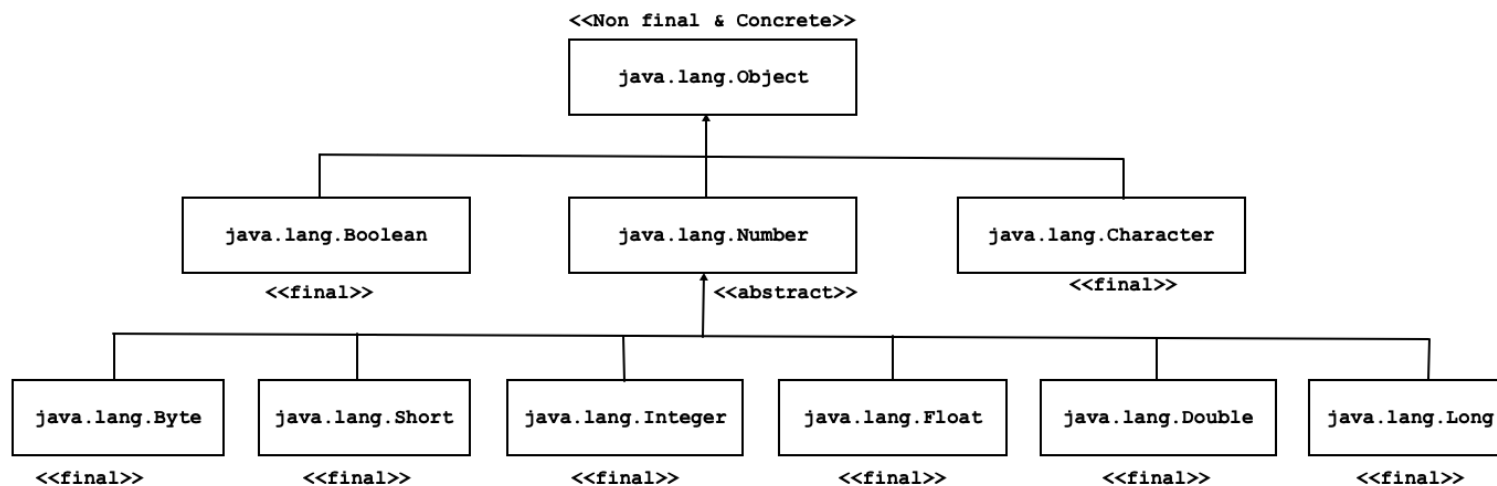 <<Non final & Concrete>>
java.lang.Object
java.lang.Boolean
java.lang.Number
java.lang.Character
<<final>>
<<abstract>>
<<final>>
java.lang.Byte
java.lang.Short
java.lang.Integer
java.lang.Float
java.lang.Double
java.lang.Long
<<final>>
<<final>>
<<final>>
<<final>>
<<final>>
<<final>>